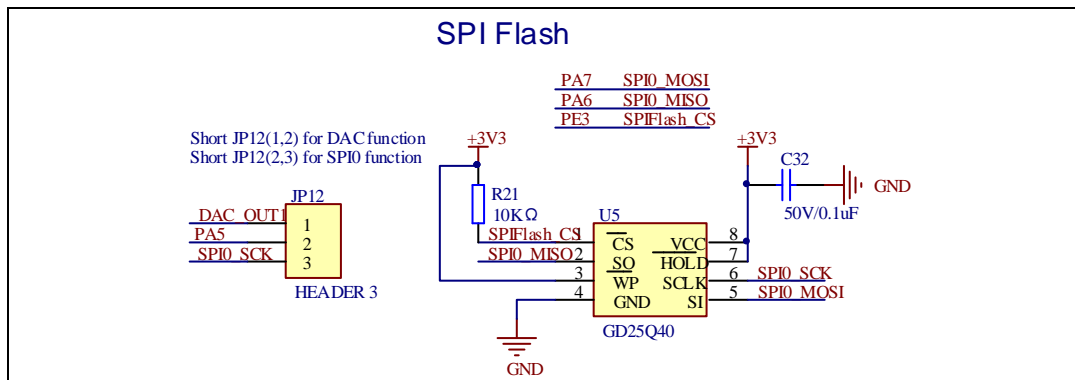 SPI Flash
PA7 SPI0_MOSI
PA6 SPI0_MISO
PE3 SPIFlash_CS
Short JP12(1,2) for DAC function
Short JP12(2,3) for SPI0 function
+3V3
+3V3
C32
GND
50V/0.1uF
R21
10KΩ
JP12
DAC_OUT1 1
PA5 2
SPI0_SCK 3
HEADER 3
U5
SPIFlash_CS 1 CS VCC 8
SPI0_MISO 2 SO HOLD 7
3 WP SCLK 6 SPI0_SCK
4 GND SI 5 SPI0_MOSI
GD25Q40
GND